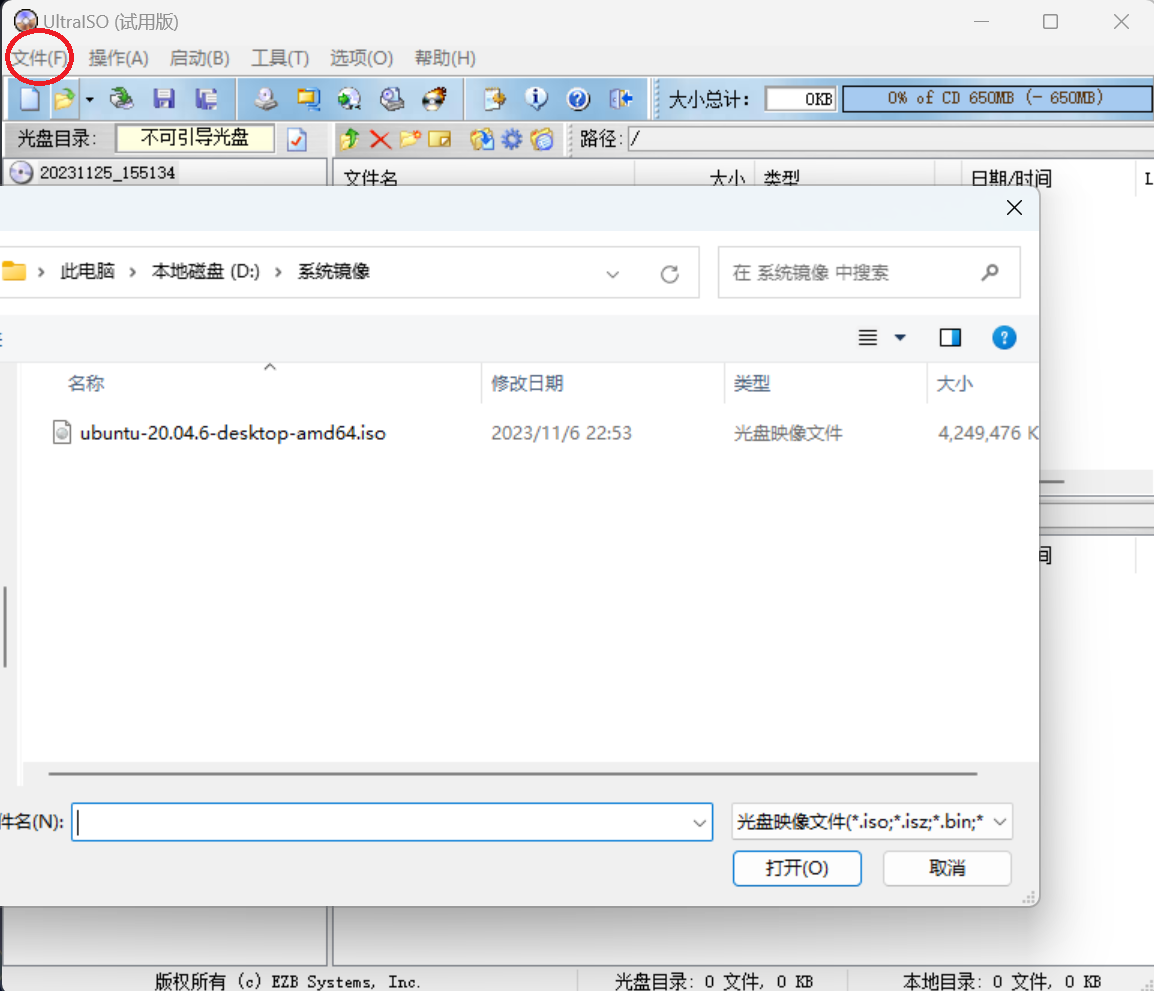 UltraISO (试用版)
文件(F) 操作(A) 启动(B) 工具(T) 选项(O) 帮助(H)
大小总计: 0KB 0% of CD 650MB (- 650MB)
光盘目录: 不可引导光盘 路径: /
20231125_155134 文件名 大小 类型 日期/时间
此电脑 › 本地磁盘 (D:) › 系统镜像 在 系统镜像 中搜索
名称 修改日期 类型 大小
ubuntu-20.04.6-desktop-amd64.iso 2023/11/6 22:53 光盘映像文件 4,249,476 K
间
件名(N): 光盘映像文件(*.iso;*.isz;*.bin;*
打开(O) 取消
版权所有 (c) EZB Systems, Inc. 光盘目录: 0 文件, 0 KB 本地目录: 0 文件, 0 KB